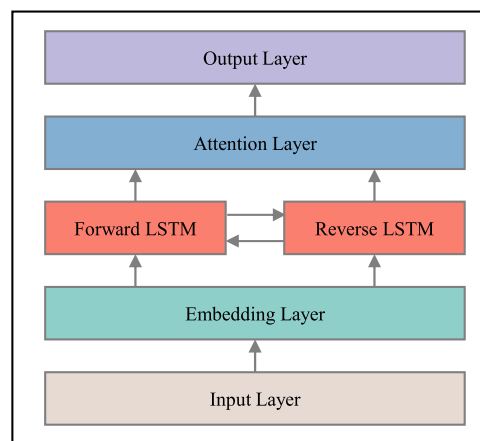 Output Layer
Attention Layer
Forward LSTM
Reverse LSTM
Embedding Layer
Input Layer